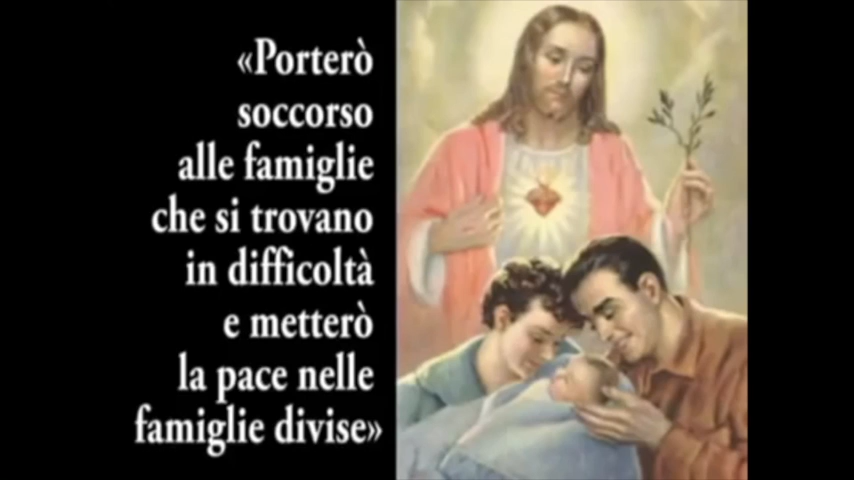 «Porterò
soccorso
alle famiglie
che si trovano
in difficoltà
e metterò
la pace nelle
famiglie divise»